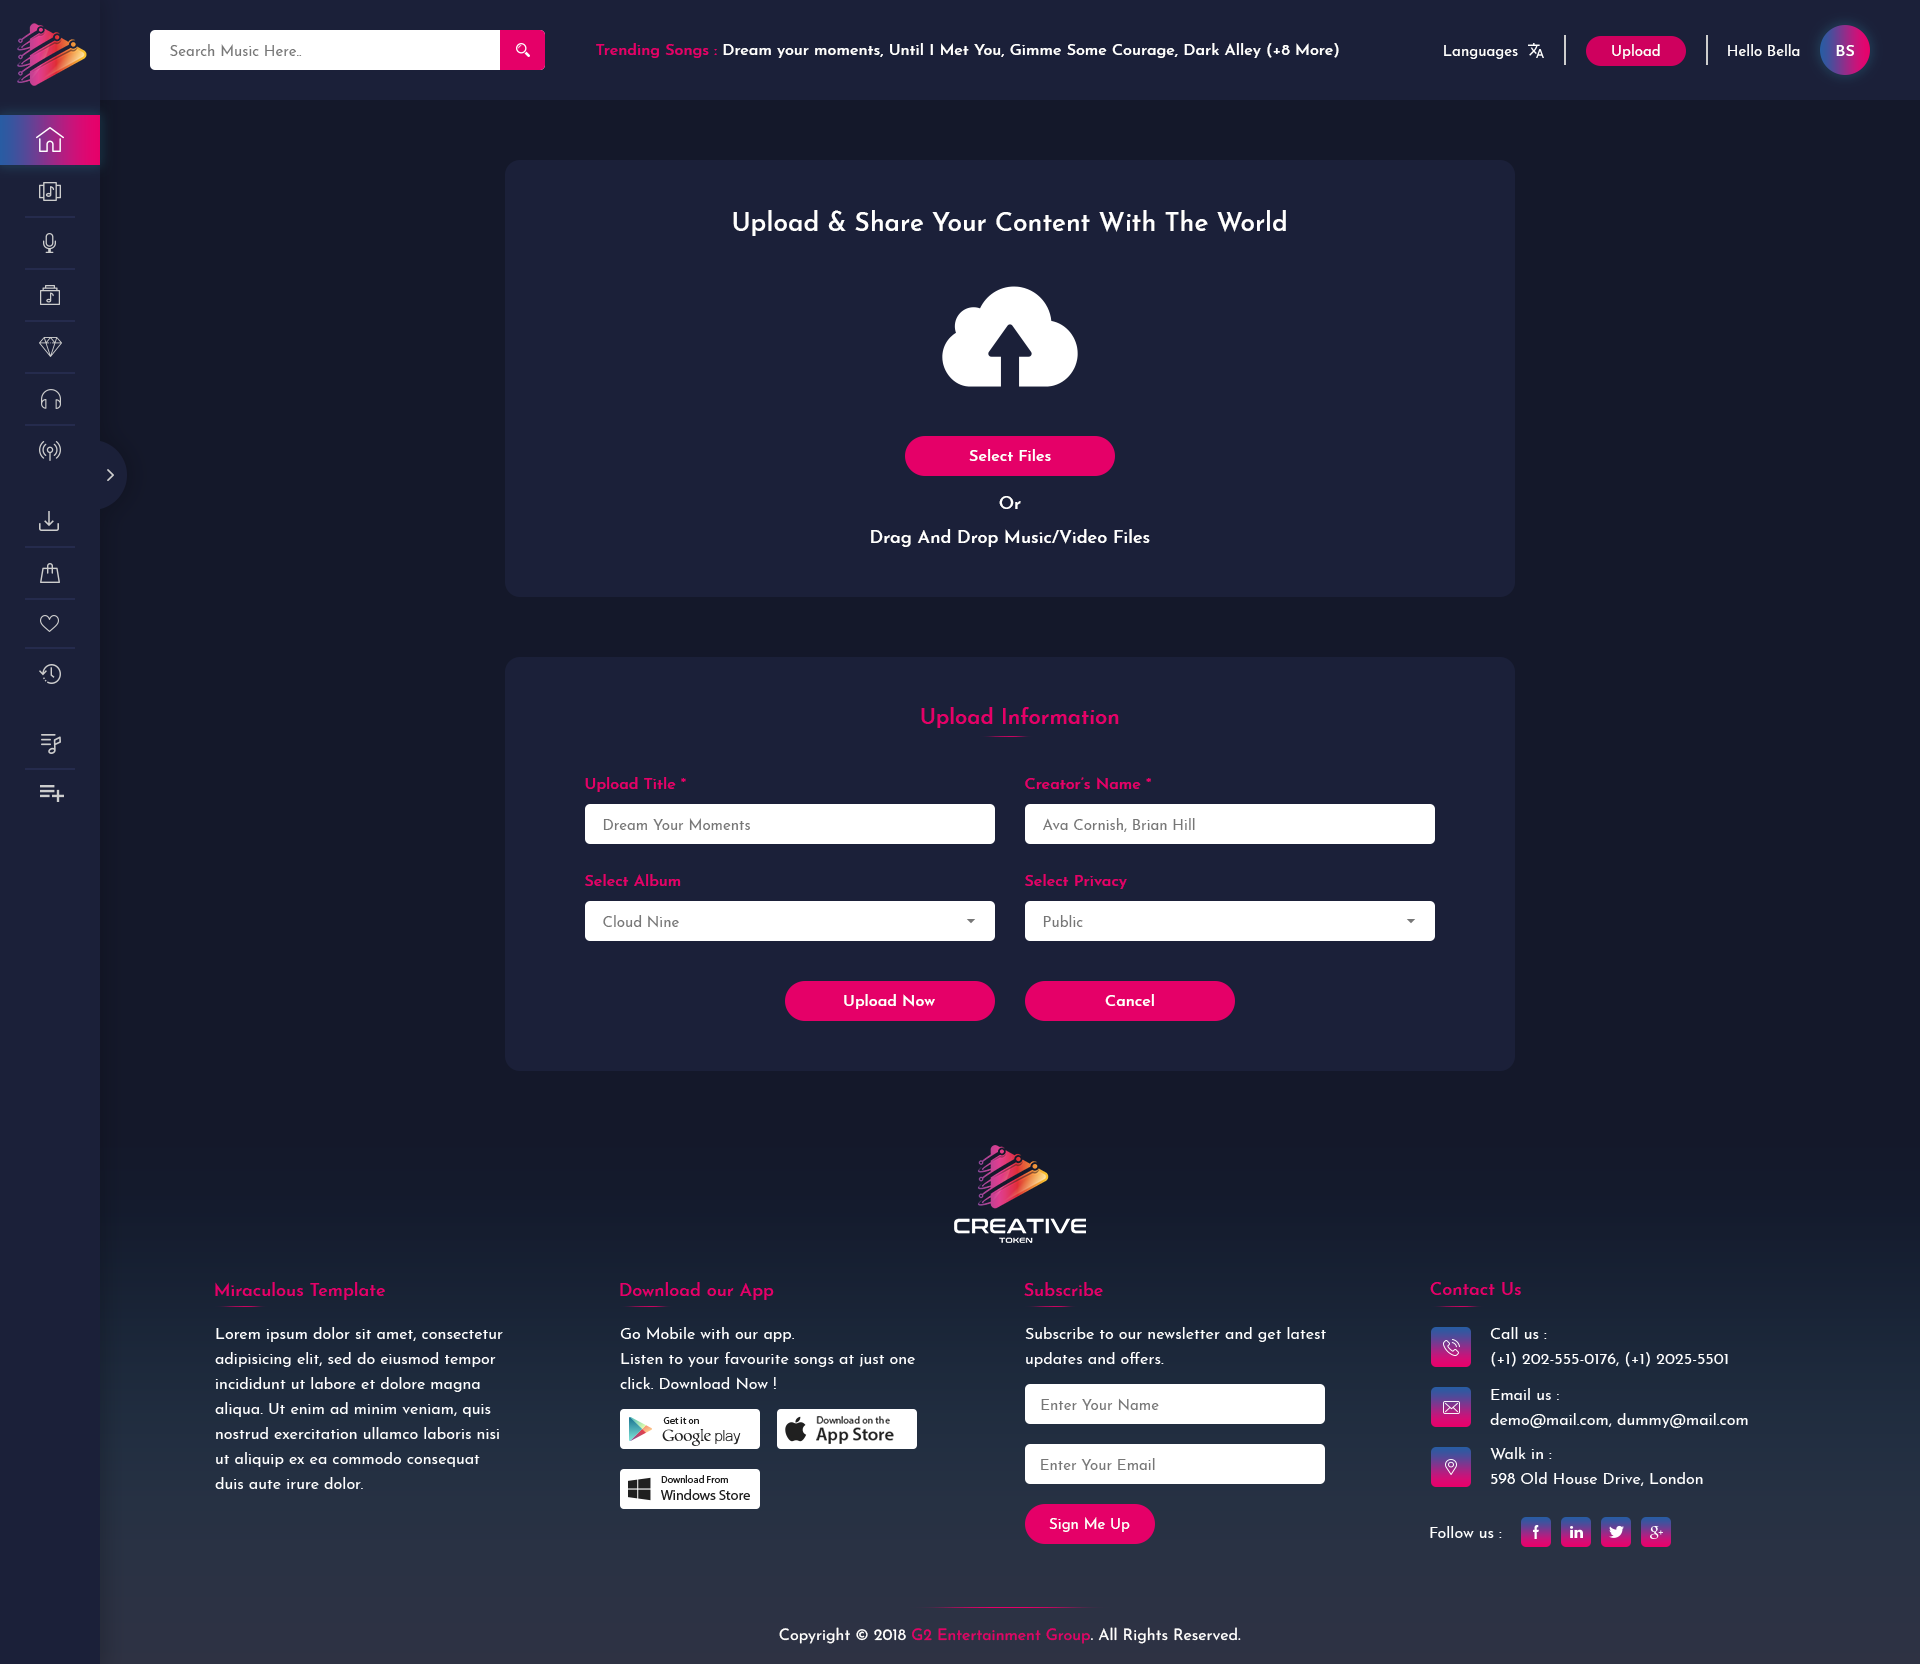 Search Music Here..
Trending Songs : Dream your moments, Until I Met You, Gimme Some Courage, Dark Alley (+8 More)
Languages
Upload
Hello Bella
BS
Upload & Share Your Content With The World
Select Files
Or
Drag And Drop Music/Video Files
Upload Information
Upload Title *
Creator's Name *
Dream Your Moments
Ava Cornish, Brian Hill
Select Album
Select Privacy
Cloud Nine
Public
Upload Now
Cancel
CREATIVE
TOKEN
Miraculous Template
Lorem ipsum dolor sit amet, consectetur
adipisicing elit, sed do eiusmod tempor
incididunt ut labore et dolore magna
aliqua. Ut enim ad minim veniam, quis
nostrud exercitation ullamco laboris nisi
ut aliquip ex ea commodo consequat
duis aute irure dolor.
Download our App
Go Mobile with our app.
Listen to your favourite songs at just one
click. Download Now !
Get it on
Google play
Download on the
App Store
Download From
Windows Store
Subscribe
Subscribe to our newsletter and get latest
updates and offers.
Enter Your Name
Enter Your Email
Sign Me Up
Contact Us
Call us :
(+1) 202-555-0176, (+1) 2025-5501
Email us :
demo@mail.com, dummy@mail.com
Walk in :
598 Old House Drive, London
Follow us :
f
in
g+
Copyright © 2018 G2 Entertainment Group. All Rights Reserved.